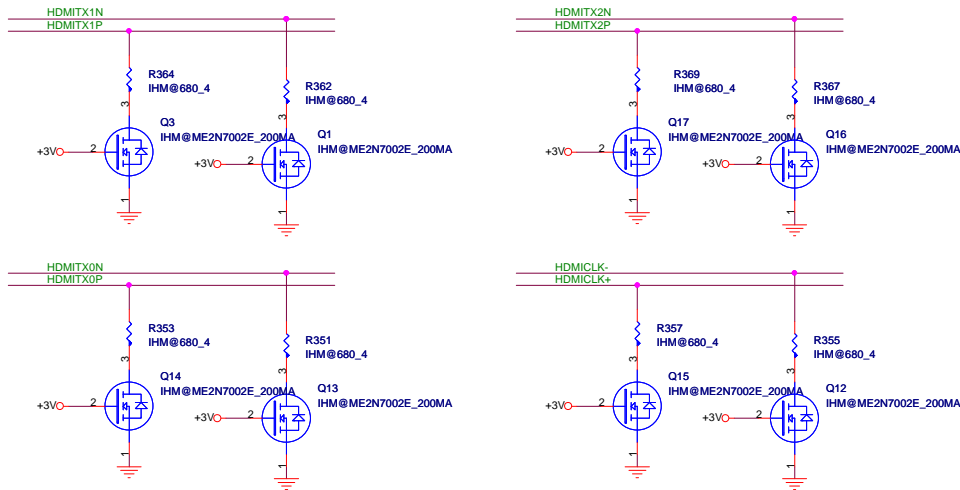 HDMITX1N
HDMITX1P
R364
IHM@680_4
R362
IHM@680_4
3
3
Q3
IHM@ME2N7002E_200MA
Q1
IHM@ME2N7002E_200MA
+3V
2
+3V
2
1
1
HDMITX2N
HDMITX2P
R369
IHM@680_4
R367
IHM@680_4
3
3
Q17
IHM@ME2N7002E_200MA
Q16
IHM@ME2N7002E_200MA
+3V
2
+3V
2
1
1
HDMITX0N
HDMITX0P
R353
IHM@680_4
R351
IHM@680_4
3
3
Q14
IHM@ME2N7002E_200MA
Q13
IHM@ME2N7002E_200MA
+3V
2
+3V
2
1
1
HDMICLK-
HDMICLK+
R357
IHM@680_4
R355
IHM@680_4
3
3
Q15
IHM@ME2N7002E_200MA
Q12
IHM@ME2N7002E_200MA
+3V
2
+3V
2
1
1